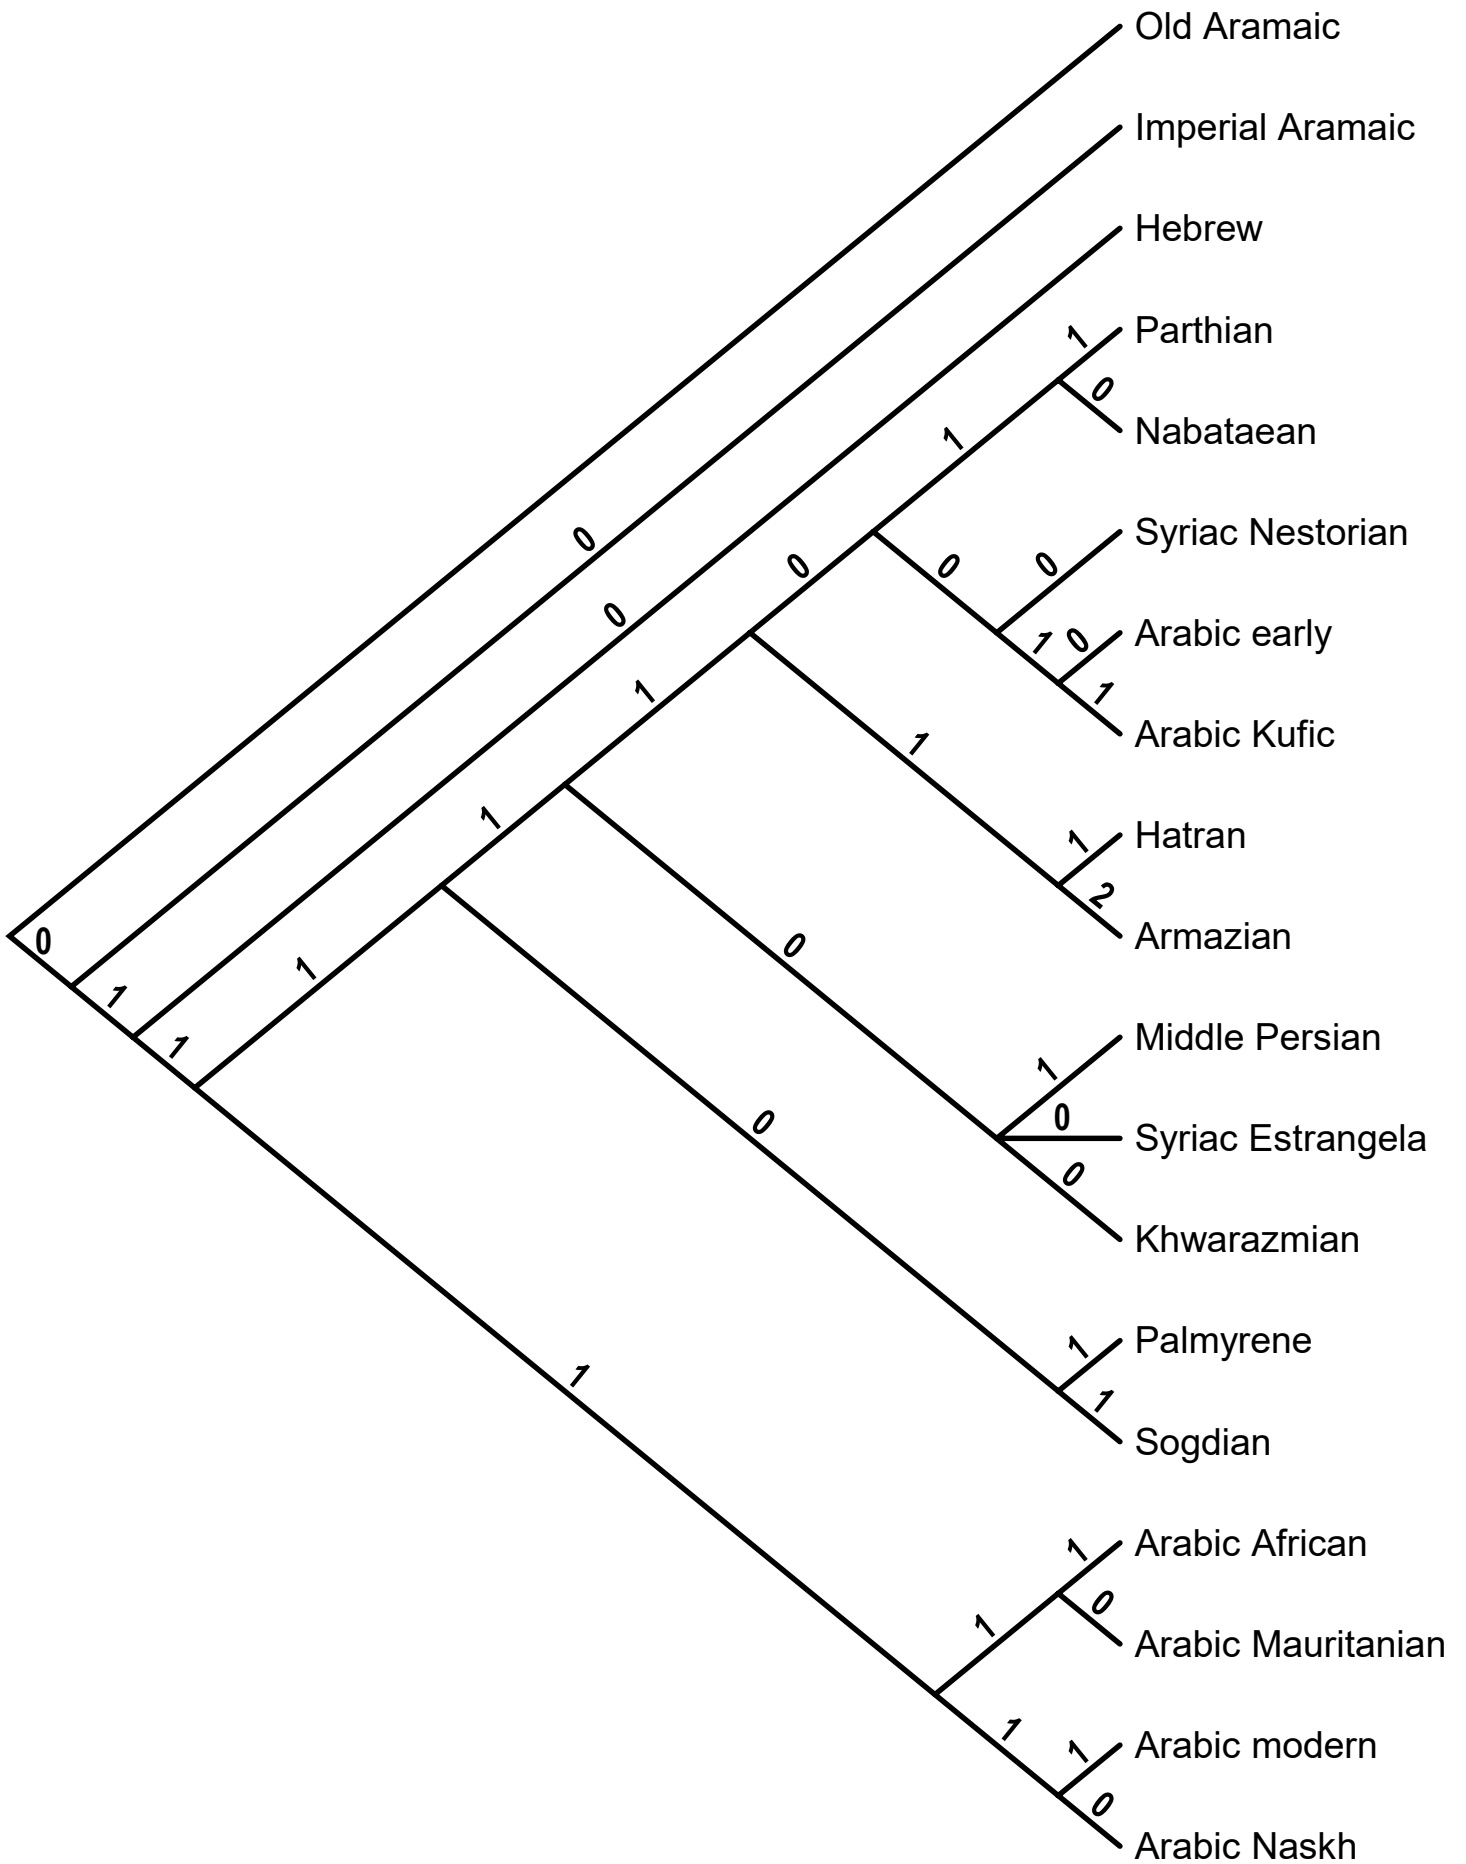 Old Aramaic
Imperial Aramaic
Hebrew
1
Parthian
0
1
Nabataean
0
0
0
0
Syriac Nestorian
0
1
0
Arabic early
1
1
Arabic Kufic
1
1
1
Hatran
2
0
0
Armazian
1
1
1
1
Middle Persian
0
0
Syriac Estrangela
0
Khwarazmian
1
Palmyrene
1
1
Sogdian
1
Arabic African
0
1
Arabic Mauritanian
1
1
Arabic modern
0
Arabic Naskh